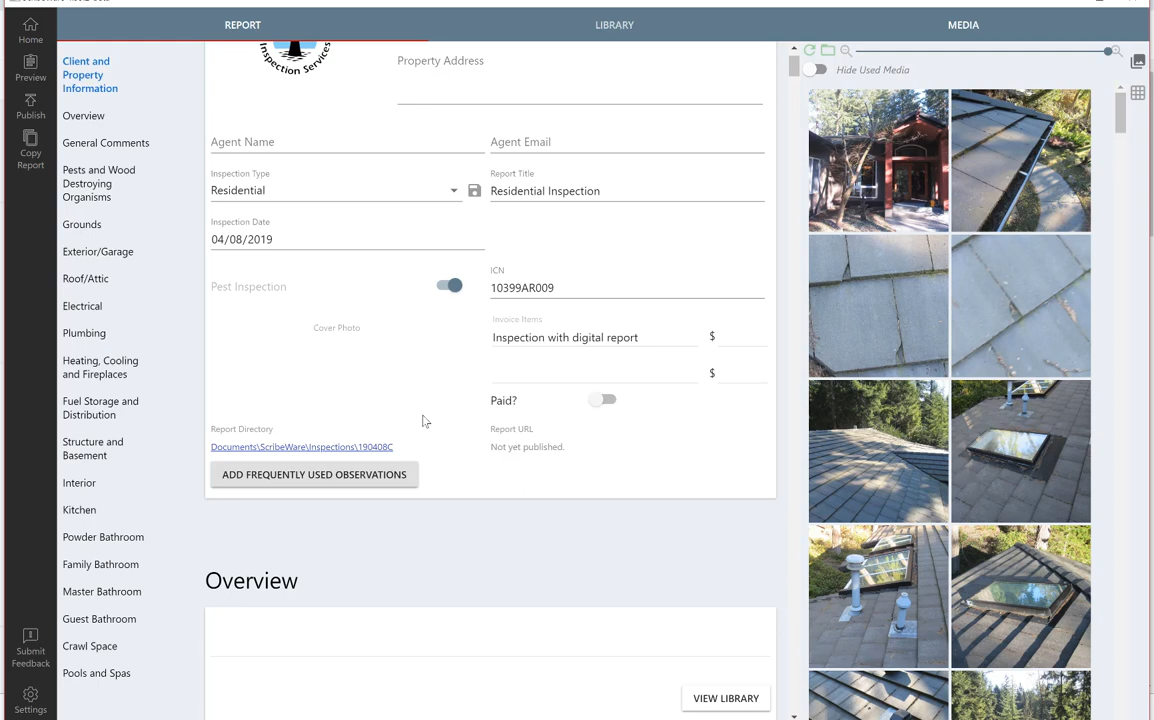 REPORT
LIBRARY
MEDIA
Home
Preview
Publish
Copy
Report
Submit
Feedback
Settings
Client and
Property
Information
Overview
General Comments
Pests and Wood
Destroying
Organisms
Grounds
Exterior/Garage
Roof/Attic
Electrical
Plumbing
Heating, Cooling
and Fireplaces
Fuel Storage and
Distribution
Structure and
Basement
Interior
Kitchen
Powder Bathroom
Family Bathroom
Master Bathroom
Guest Bathroom
Crawl Space
Pools and Spas
Inspection Services
Property Address
Agent Name
Agent Email
Inspection Type
Residential
Report Title
Residential Inspection
Inspection Date
04/08/2019
Pest Inspection
ICN
10399AR009
Cover Photo
Invoice Items
Inspection with digital report
$
$
Paid?
Report Directory
Documents\ScribeWare\Inspections\190408C
Report URL
Not yet published.
ADD FREQUENTLY USED OBSERVATIONS
Overview
VIEW LIBRARY
Hide Used Media